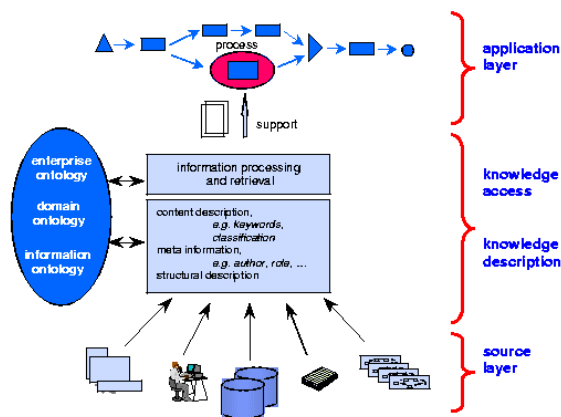 process
application
layer
support
enterprise
ontology
domain
ontology
information
ontology
information processing
and retrieval
content description,
e.g. keywords,
classification
meta information,
e.g. author, role, ...
structural description
knowledge
access
knowledge
description
source
layer